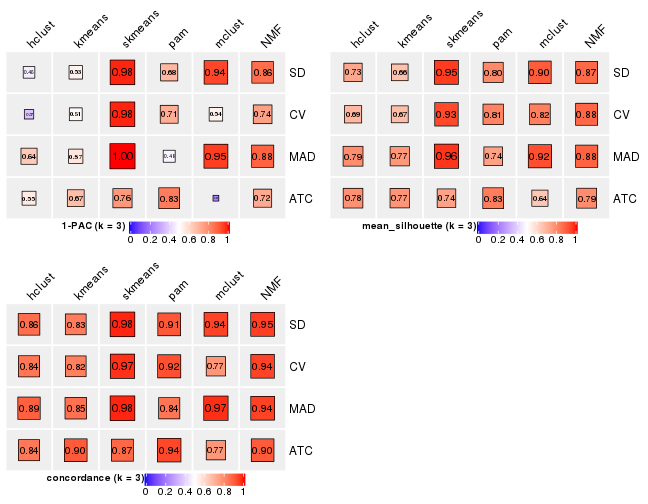 hclust kmeans skmeans pam mclust NMF
0.53 0.98 0.68 0.94 0.86 SD
0.51 0.98 0.71 0.54 0.74 CV
0.64 0.57 1.00 0.95 0.88 MAD
0.55 0.67 0.76 0.83 0.72 ATC
1-PAC (k = 3)
0 0.2 0.4 0.6 0.8 1
hclust kmeans skmeans pam mclust NMF
0.73 0.66 0.95 0.80 0.90 0.87 SD
0.69 0.67 0.93 0.81 0.82 0.88 CV
0.79 0.77 0.96 0.74 0.92 0.88 MAD
0.78 0.77 0.74 0.83 0.64 0.79 ATC
mean_silhouette (k = 3)
0 0.2 0.4 0.6 0.8 1
hclust kmeans skmeans pam mclust NMF
0.86 0.83 0.98 0.91 0.94 0.95 SD
0.84 0.82 0.97 0.92 0.77 0.94 CV
0.89 0.85 0.98 0.84 0.97 0.94 MAD
0.84 0.90 0.87 0.94 0.77 0.90 ATC
concordance (k = 3)
0 0.2 0.4 0.6 0.8 1